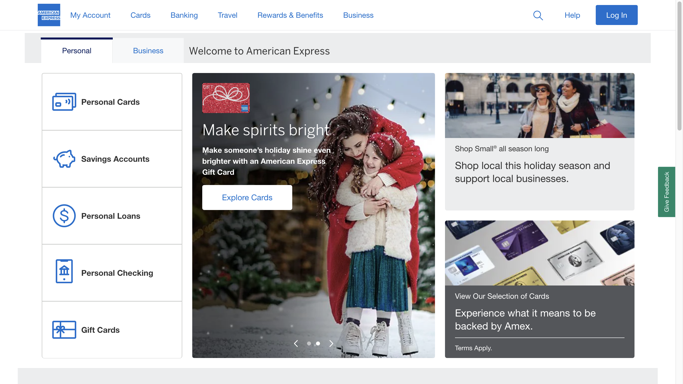 AMERICAN
EXPRESS
My Account
Cards
Banking
Travel
Rewards & Benefits
Business
Help
Log In
Personal
Business
Welcome to American Express
Personal Cards
Savings Accounts
Personal Loans
Personal Checking
Gift Cards
Make spirits bright
Make someone's holiday shine even
brighter with an American Express
Gift Card
Explore Cards
Shop Small® all season long
Shop local this holiday season and
support local businesses.
View Our Selection of Cards
Experience what it means to be
backed by Amex.
Terms Apply.
Give Feedback